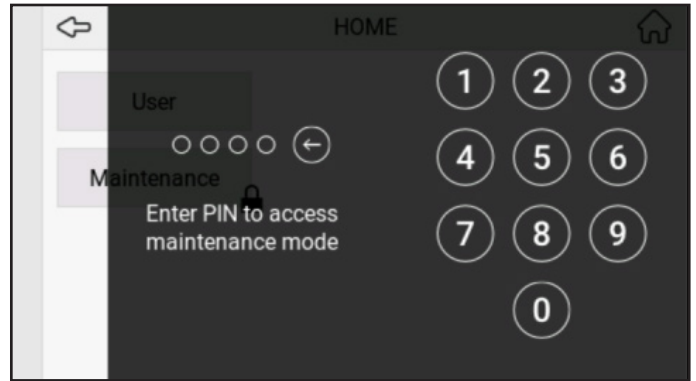 HOME
User
Maintenance
Enter PIN to access
maintenance mode
1 2 3
4 5 6
7 8 9
0